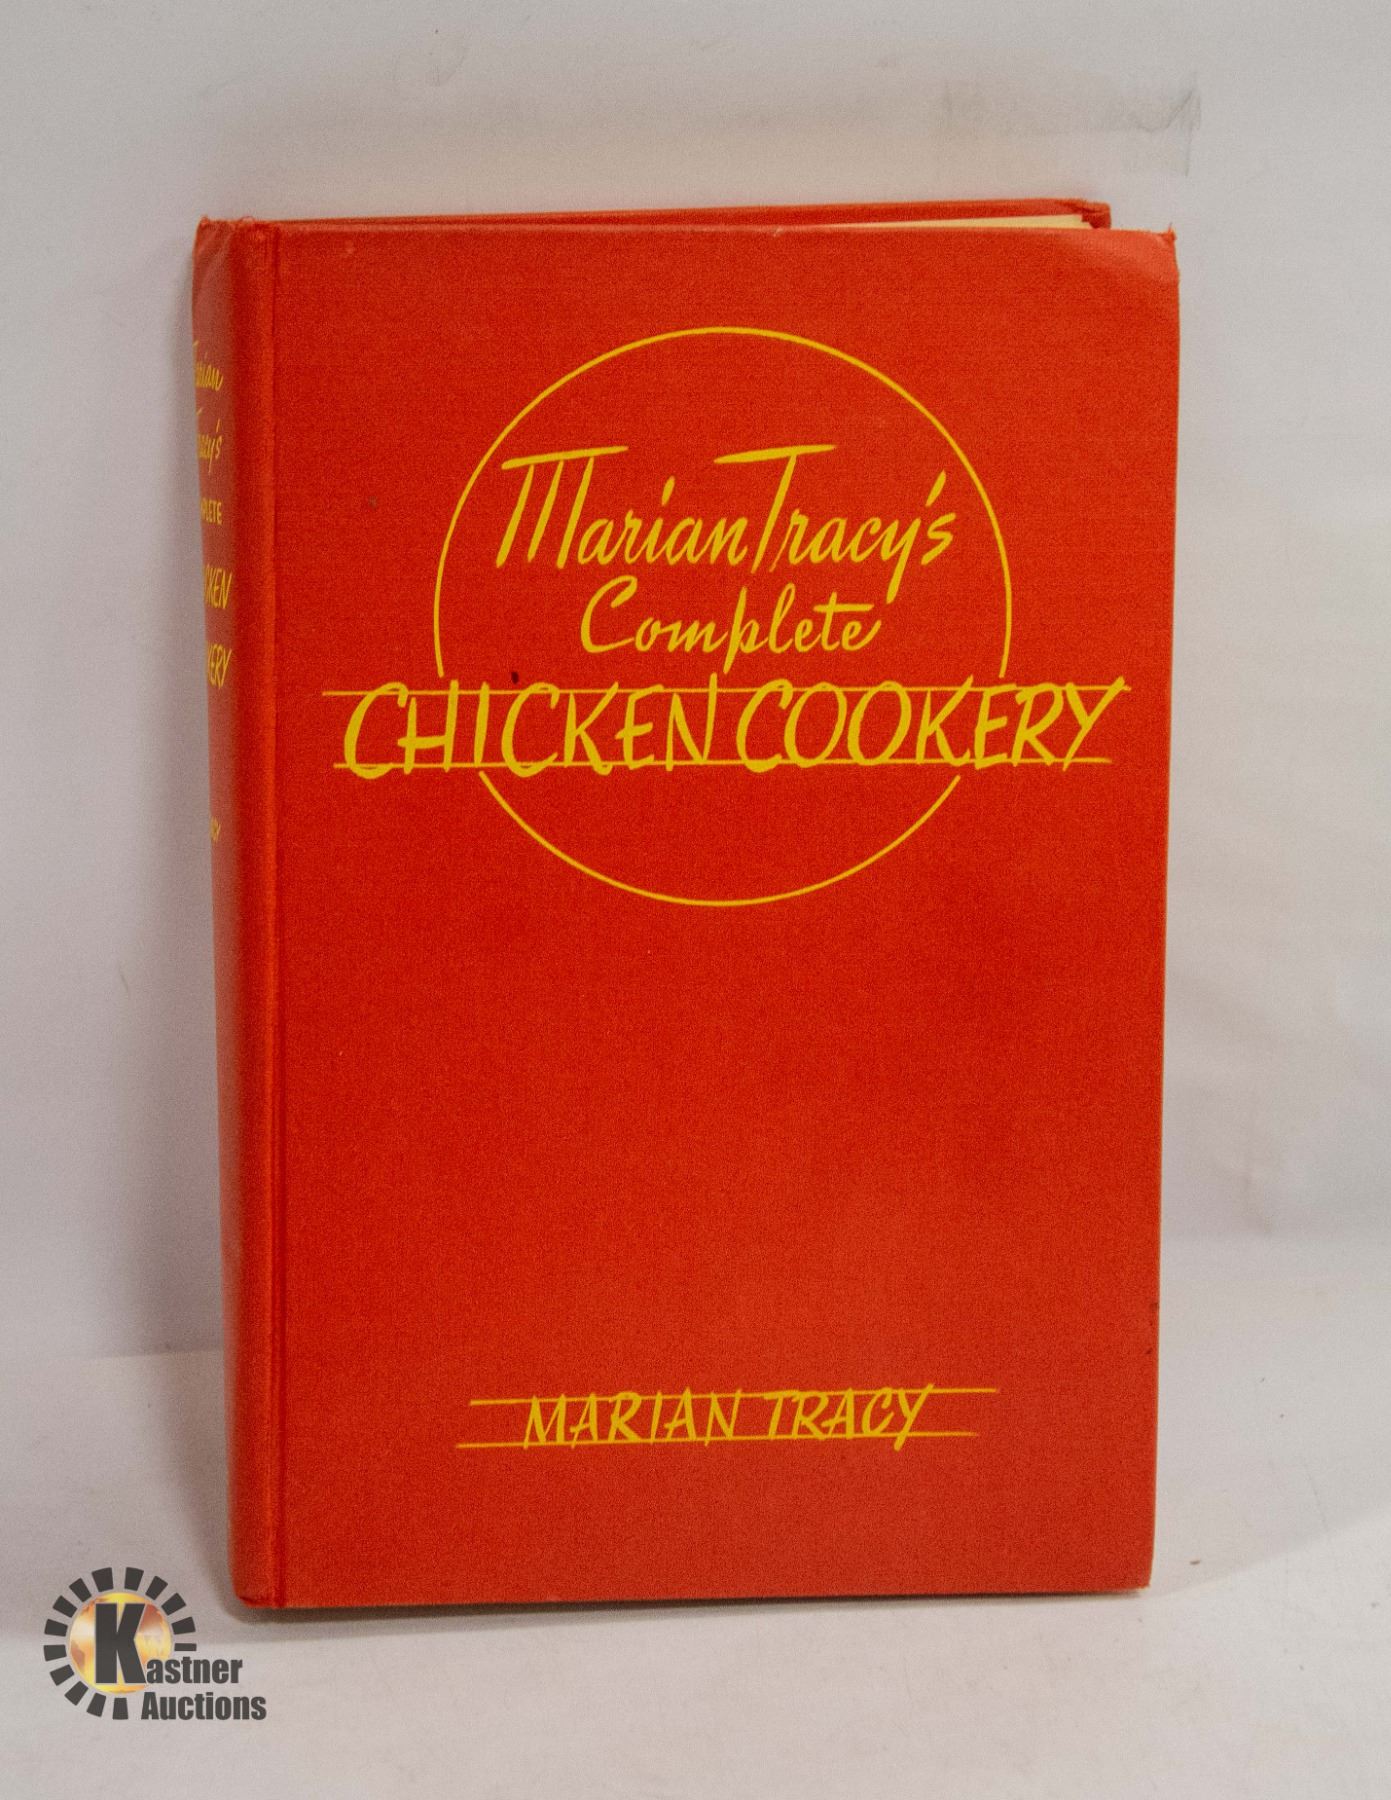 Marian Tracy's
Complete
CHICKEN COOKERY
MARIAN TRACY
Kastner
Auctions